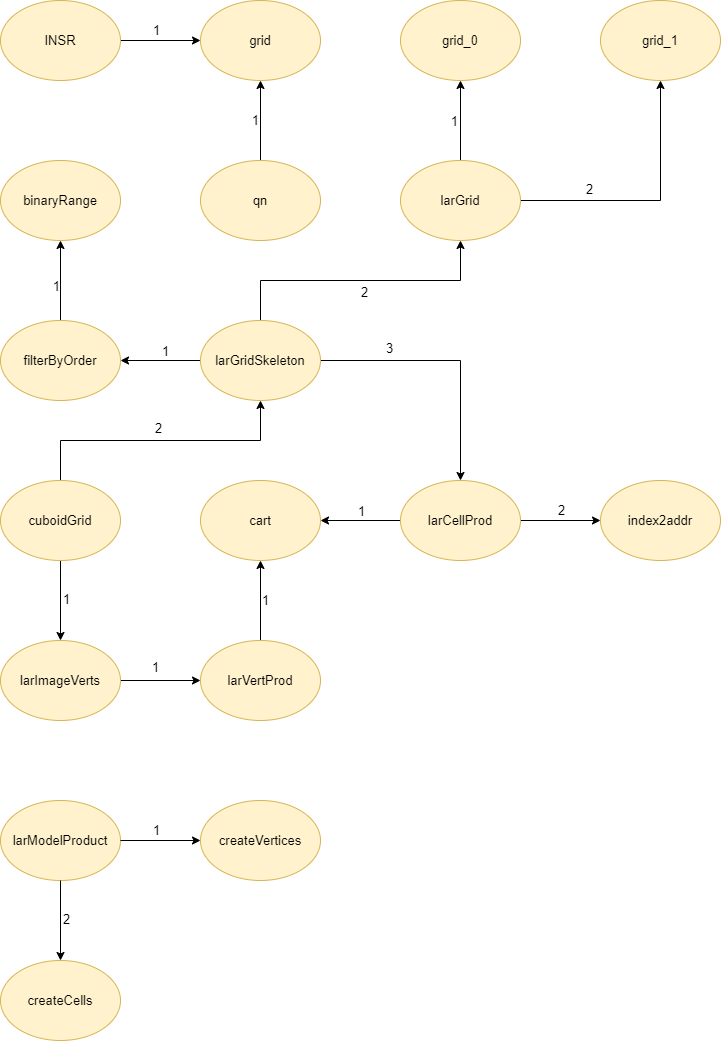 INSR
1
grid
grid_0
grid_1
1
1
binaryRange
qn
larGrid
2
1
2
filterByOrder
1
larGridSkeleton
3
2
cuboidGrid
cart
1
larCellProd
2
index2addr
1
1
larImageVerts
1
larVertProd
larModelProduct
1
createVertices
2
createCells